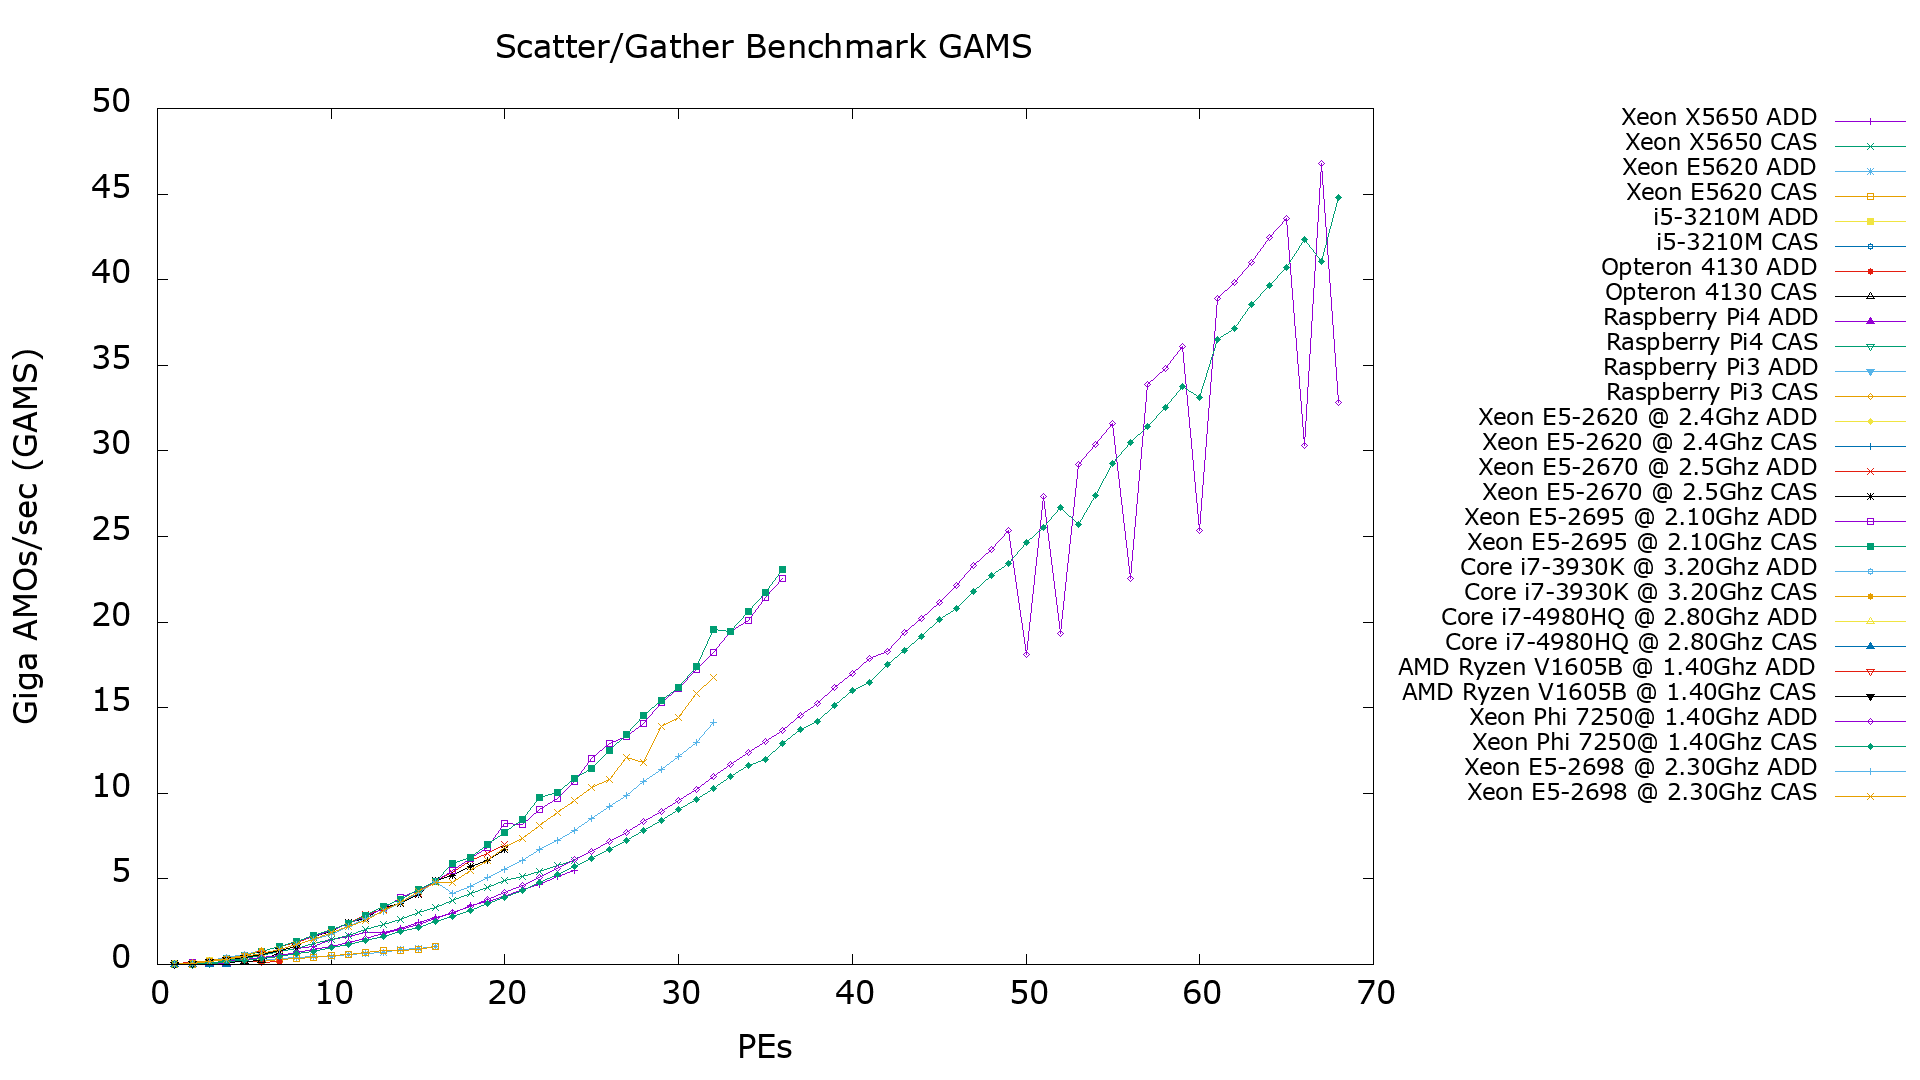 Scatter/Gather Benchmark GAMS
50
45
40
35
30
25
20
15
10
5
0
Giga AMOs/sec (GAMS)
0 10 20 30 40 50 60 70
PEs
Xeon X5650 ADD
Xeon X5650 CAS
Xeon E5620 ADD
Xeon E5620 CAS
i5-3210M ADD
i5-3210M CAS
Opteron 4130 ADD
Opteron 4130 CAS
Raspberry Pi4 ADD
Raspberry Pi4 CAS
Raspberry Pi3 ADD
Raspberry Pi3 CAS
Xeon E5-2620 @ 2.4Ghz ADD
Xeon E5-2620 @ 2.4Ghz CAS
Xeon E5-2670 @ 2.5Ghz ADD
Xeon E5-2670 @ 2.5Ghz CAS
Xeon E5-2695 @ 2.10Ghz ADD
Xeon E5-2695 @ 2.10Ghz CAS
Core i7-3930K @ 3.20Ghz ADD
Core i7-3930K @ 3.20Ghz CAS
Core i7-4980HQ @ 2.80Ghz ADD
Core i7-4980HQ @ 2.80Ghz CAS
AMD Ryzen V1605B @ 1.40Ghz ADD
AMD Ryzen V1605B @ 1.40Ghz CAS
Xeon Phi 7250@ 1.40Ghz ADD
Xeon Phi 7250@ 1.40Ghz CAS
Xeon E5-2698 @ 2.30Ghz ADD
Xeon E5-2698 @ 2.30Ghz CAS